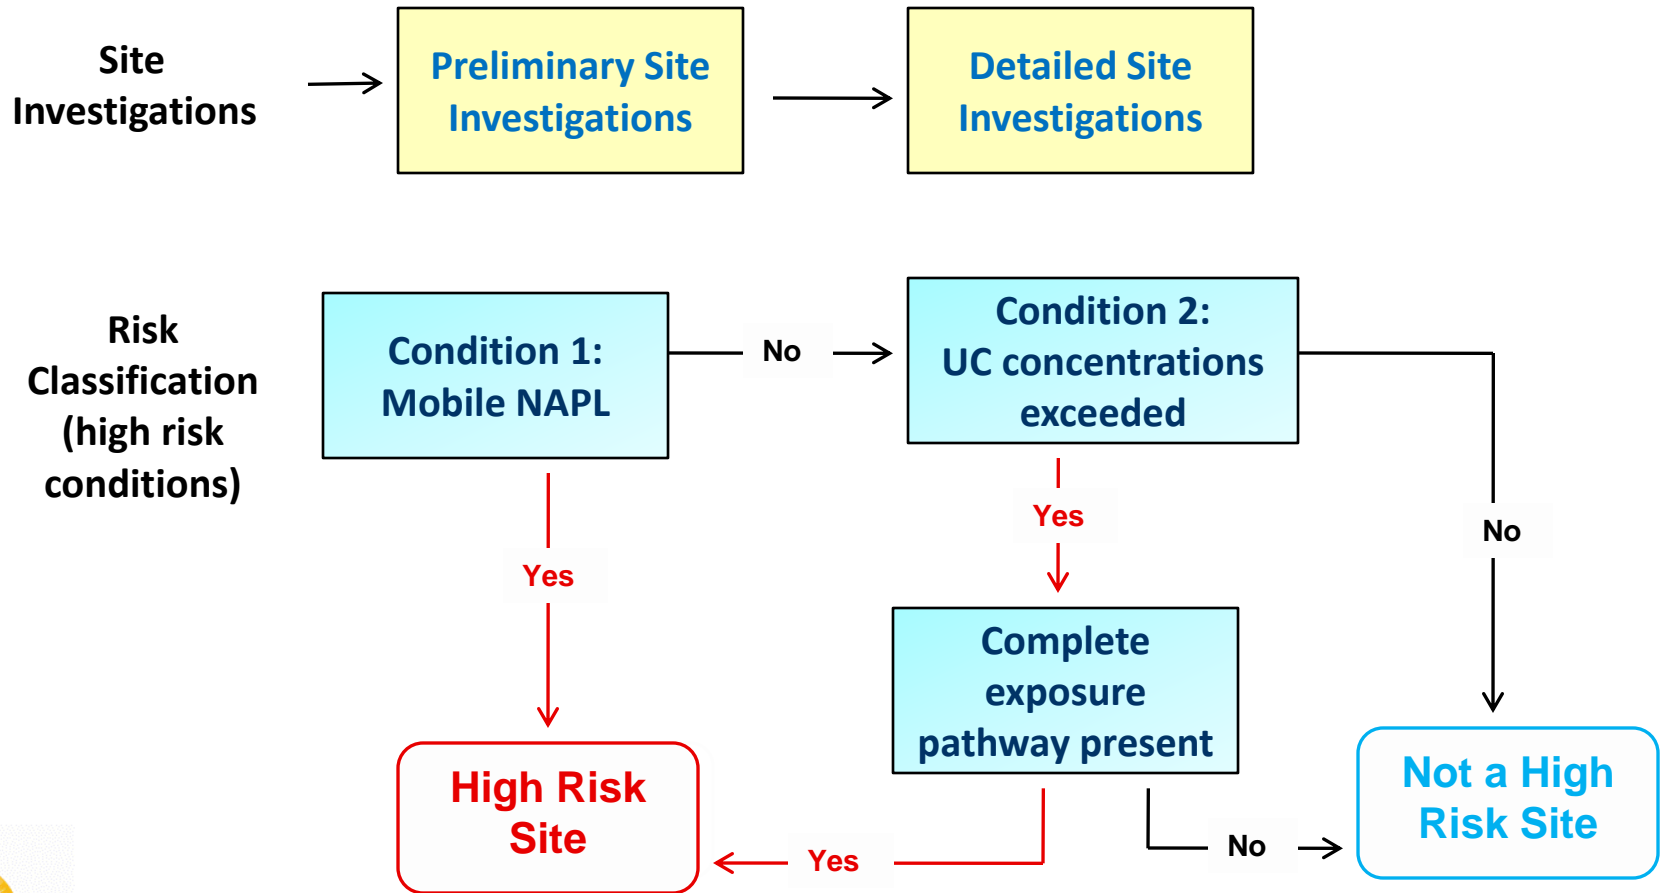 Site
Investigations
Preliminary Site
Investigations
Detailed Site
Investigations
Risk
Classification
(high risk
conditions)
Condition 1:
Mobile NAPL
No
Condition 2:
UC concentrations
exceeded
Yes
Yes
No
Complete
exposure
pathway present
High Risk
Site
Yes
No
Not a High
Risk Site